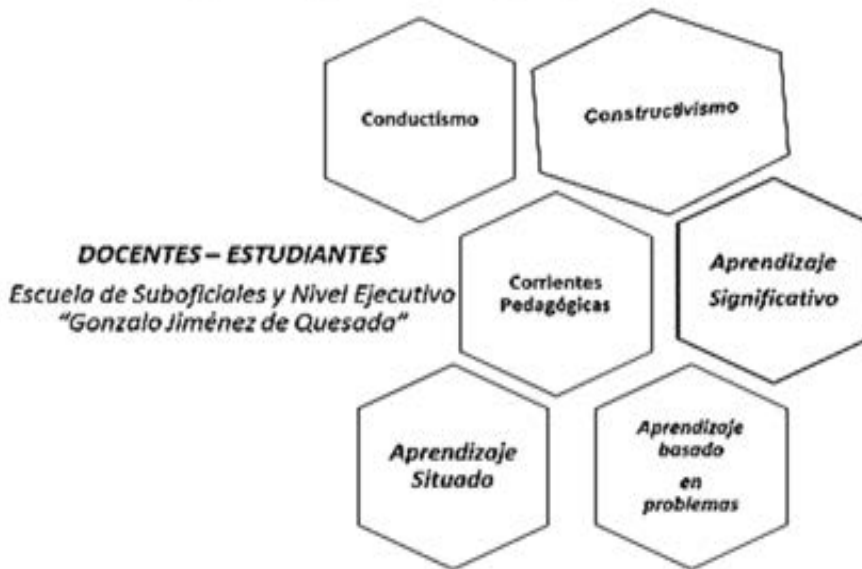 Conductismo
Constructivismo
DOCENTES – ESTUDIANTES
Escuela de Suboficiales y Nivel Ejecutivo
“Gonzalo Jiménez de Quesada”
Corrientes
Pedagógicas
Aprendizaje
Significativo
Aprendizaje
Situado
Aprendizaje
basado
en
problemas